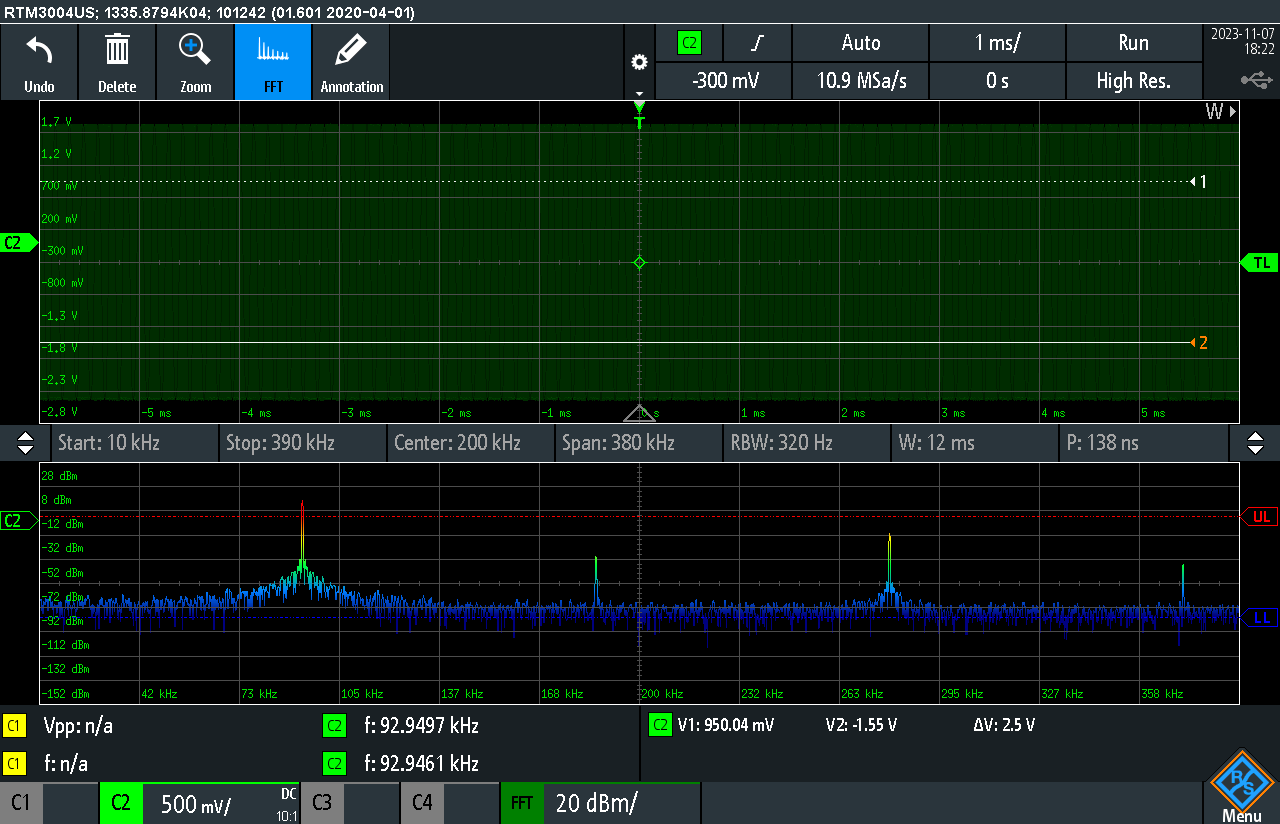 RTM3004US; 1335.8794K04; 101242 (01.601 2020-04-01)
Undo
Delete
Zoom
FFT
Annotation
C2
Auto
1 ms/
Run
-300 mV
10.9 MSa/s
0 s
High Res.
2023-11-07
18:22
T
W
1.7 V
1.2 V
700 mV
1
200 mV
C2
-300 mV
TL
-800 mV
-1.3 V
-1.8 V
2
-2.3 V
-2.8 V
-5 ms
-4 ms
-3 ms
-2 ms
-1 ms
0 s
1 ms
2 ms
3 ms
4 ms
5 ms
Start: 10 kHz
Stop: 390 kHz
Center: 200 kHz
Span: 380 kHz
RBW: 320 Hz
W: 12 ms
P: 138 ns
28 dBm
8 dBm
C2
-12 dBm
UL
-32 dBm
-52 dBm
-72 dBm
-92 dBm
LL
-112 dBm
-132 dBm
-152 dBm
42 kHz
73 kHz
105 kHz
137 kHz
168 kHz
200 kHz
232 kHz
263 kHz
295 kHz
327 kHz
358 kHz
C1 Vpp: n/a
C2 f: 92.9497 kHz
C2 V1: 950.04 mV
V2: -1.55 V
ΔV: 2.5 V
C1 f: n/a
C2 f: 92.9461 kHz
C1
C2
500 mV/
DC
10:1
C3
C4
FFT
20 dBm/
R&S
Menu